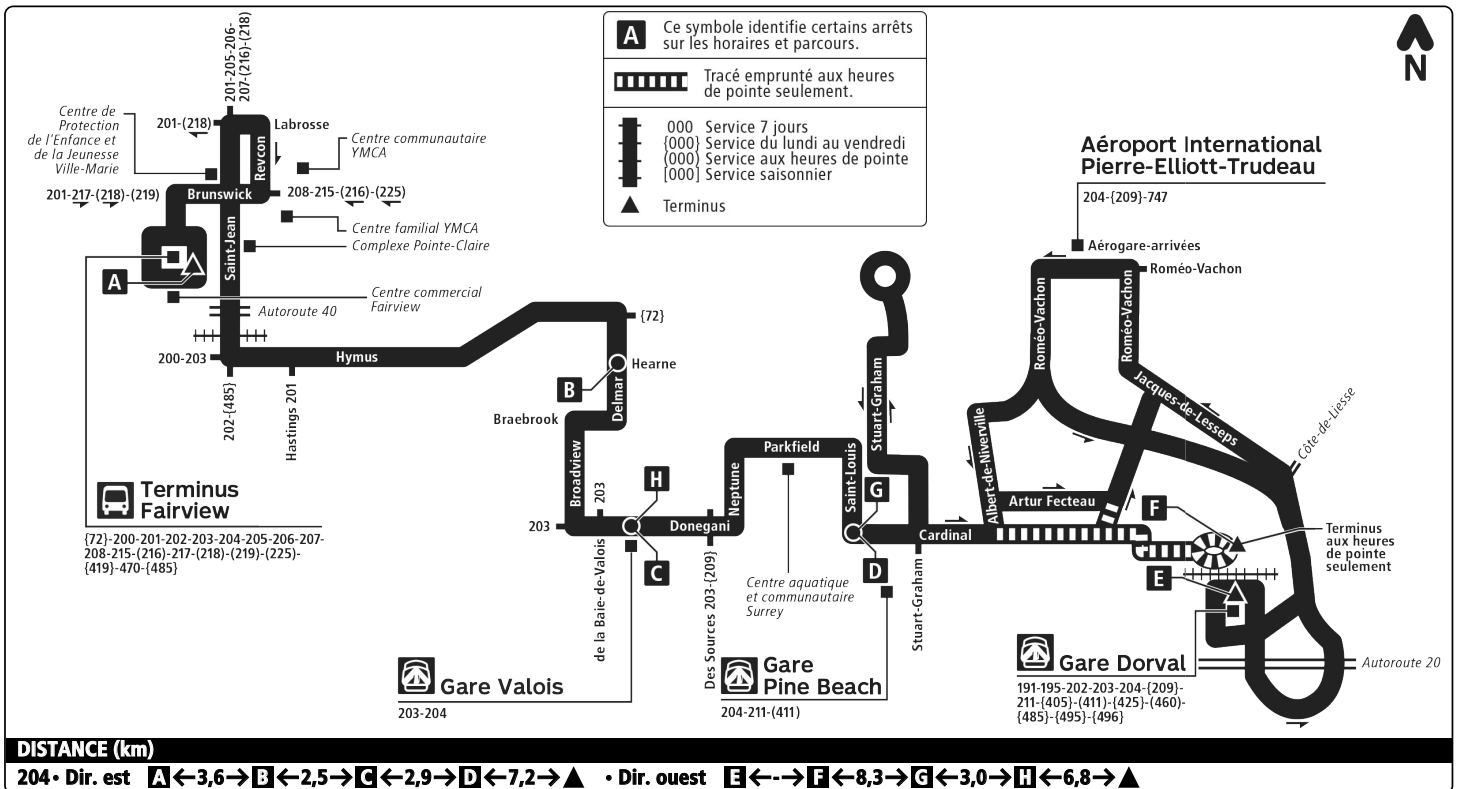 A
Ce symbole identifie certains arrêts
sur les horaires et parcours.
Tracé emprunté aux heures
de pointe seulement.
000 Service 7 jours
{000} Service du lundi au vendredi
(000) Service aux heures de pointe
[000] Service saisonnier
Terminus
N
201-205-206-
207-(216)-(218)
Centre de
Protection
de l'Enfance et
de la Jeunesse
Ville-Marie
201-(218)
Labrosse
Revcon
Centre communautaire
YMCA
201-217-(218)-(219)
Brunswick
208-215-(216)-(225)
Centre familial YMCA
Complexe Pointe-Claire
Saint-Jean
A
Centre commercial
Fairview
Autoroute 40
200-203
Hymus
202-{485}
Hastings 201
{72}
Hearne
B
Delmar
Braebrook
Broadview
203
203
H
Donegani
C
de la Baie-de-Valois
Des Sources 203-{209}
Neptune
Parkfield
Saint-Louis
G
D
Centre aquatique
et communautaire
Surrey
Stuart-Graham
Cardinal
Stuart-Graham
Aéroport International
Pierre-Elliott-Trudeau
204-{209}-747
Aérogare-arrivées
Roméo-Vachon
Roméo-Vachon
Roméo-Vachon
Jacques-de-Lesseps
Côte-de-Liesse
Albert-de-Niverville
Artur Fecteau
F
Terminus
aux heures
de pointe
seulement
E
Autoroute 20
Terminus
Fairview
{72}-200-201-202-203-204-205-206-207-
208-215-(216)-217-(218)-(219)-(225)-
{419}-470-{485}
Gare Valois
203-204
Gare
Pine Beach
204-211-(411)
Gare Dorval
191-195-202-203-204-{209}-
211-{405}-(411)-{425}-(460)-
{485}-{495}-{496}
DISTANCE (km)
204 • Dir. est A ←3,6→ B ←2,5→ C ←2,9→ D ←7,2→ ▲ • Dir. ouest E ←-→ F ←8,3→ G ←3,0→ H ←6,8→ ▲